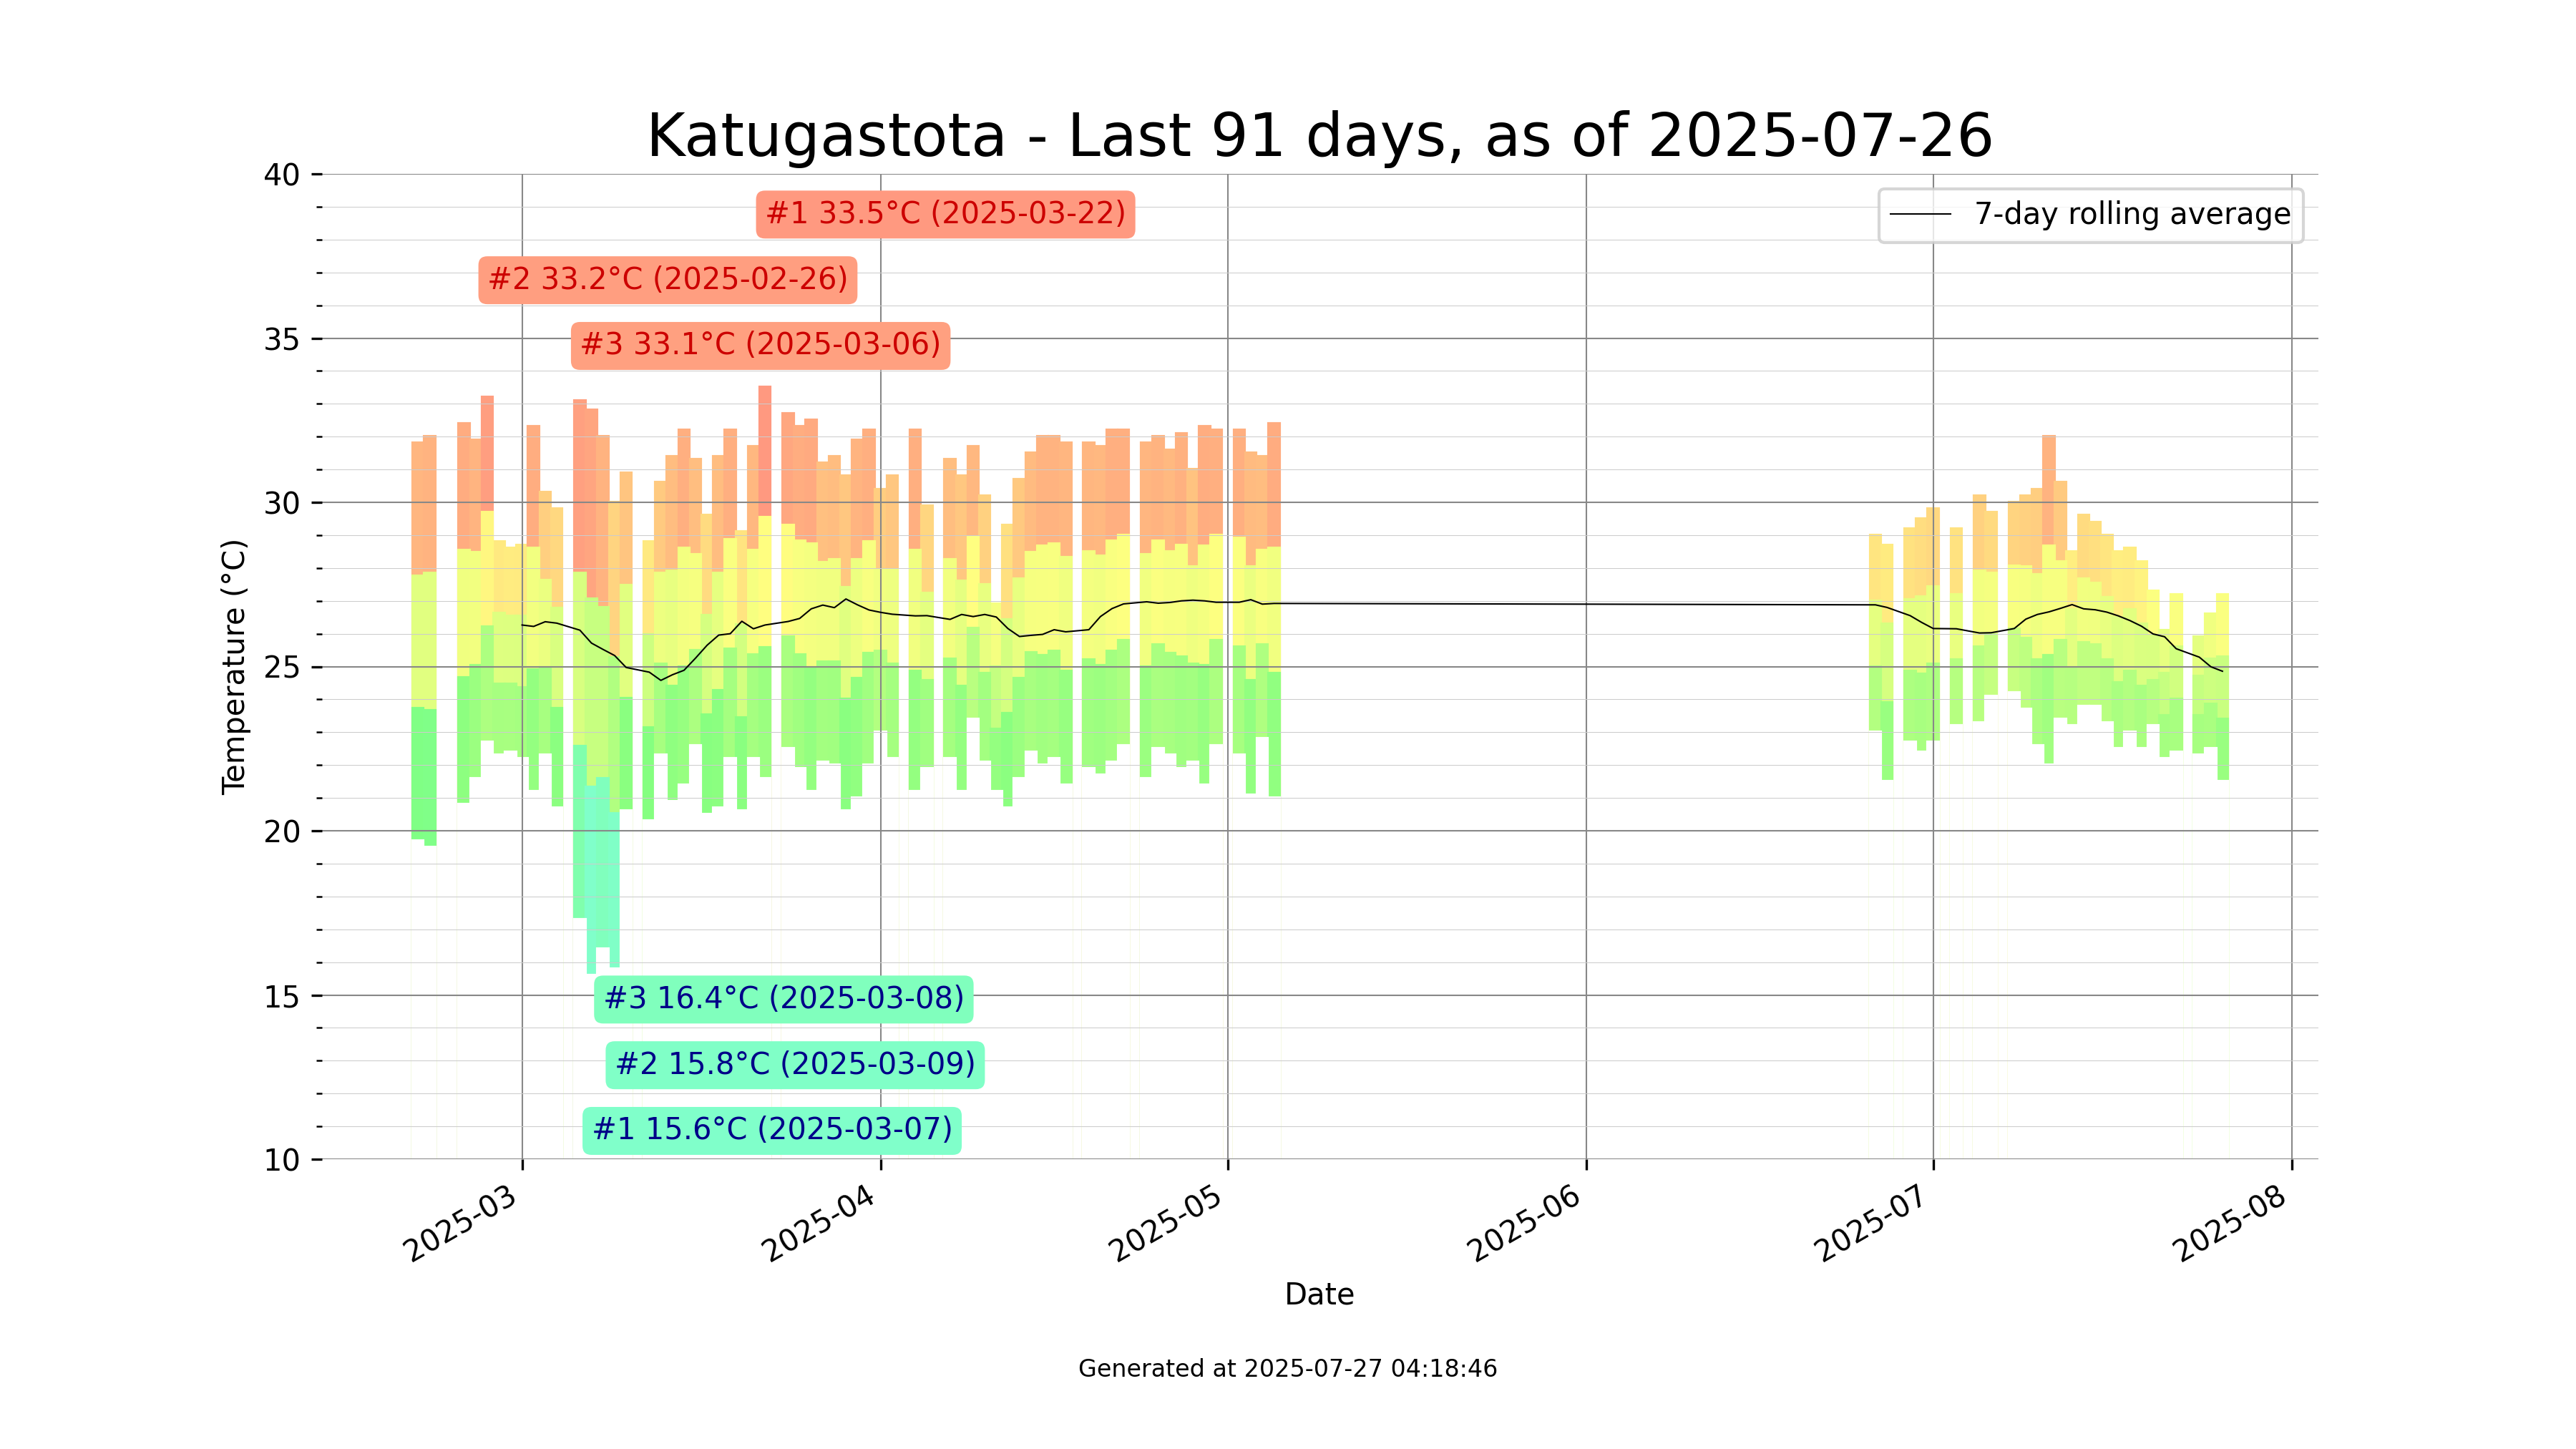 Katugastota - Last 91 days, as of 2025-07-26
40
#1 33.5°C (2025-03-22)
7-day rolling average
#2 33.2°C (2025-02-26)
35
#3 33.1°C (2025-03-06)
30
25
Temperature (°C)
20
15
#3 16.4°C (2025-03-08)
#2 15.8°C (2025-03-09)
#1 15.6°C (2025-03-07)
10
2025-03
2025-04
2025-05
2025-06
2025-07
2025-08
Date
Generated at 2025-07-27 04:18:46